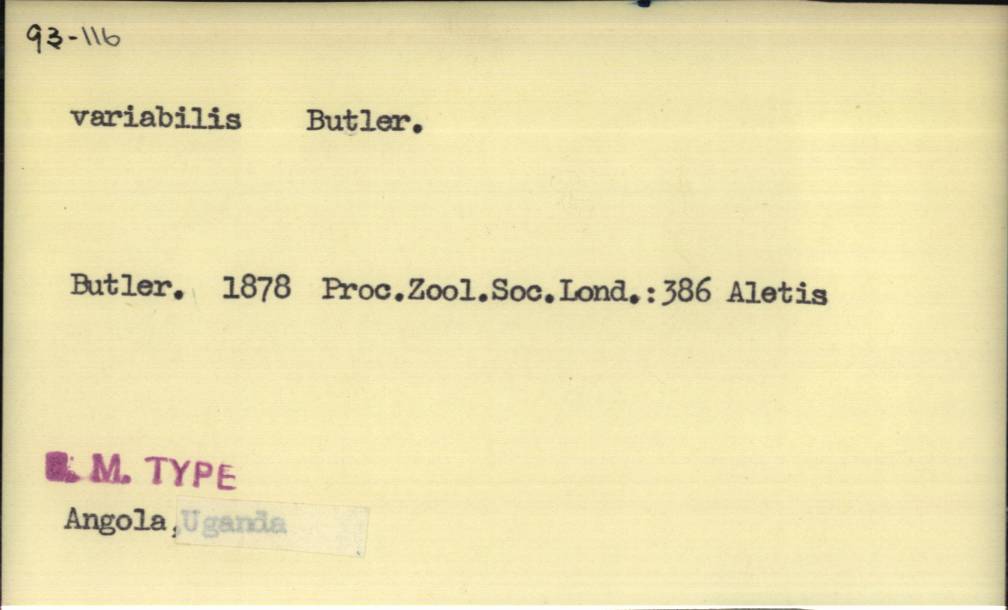 93-116
variabilis Butler.
Butler. 1878 Proc.Zool.Soc.Lond.:386 Aletis
B. M. TYPE
Angola, Uganda